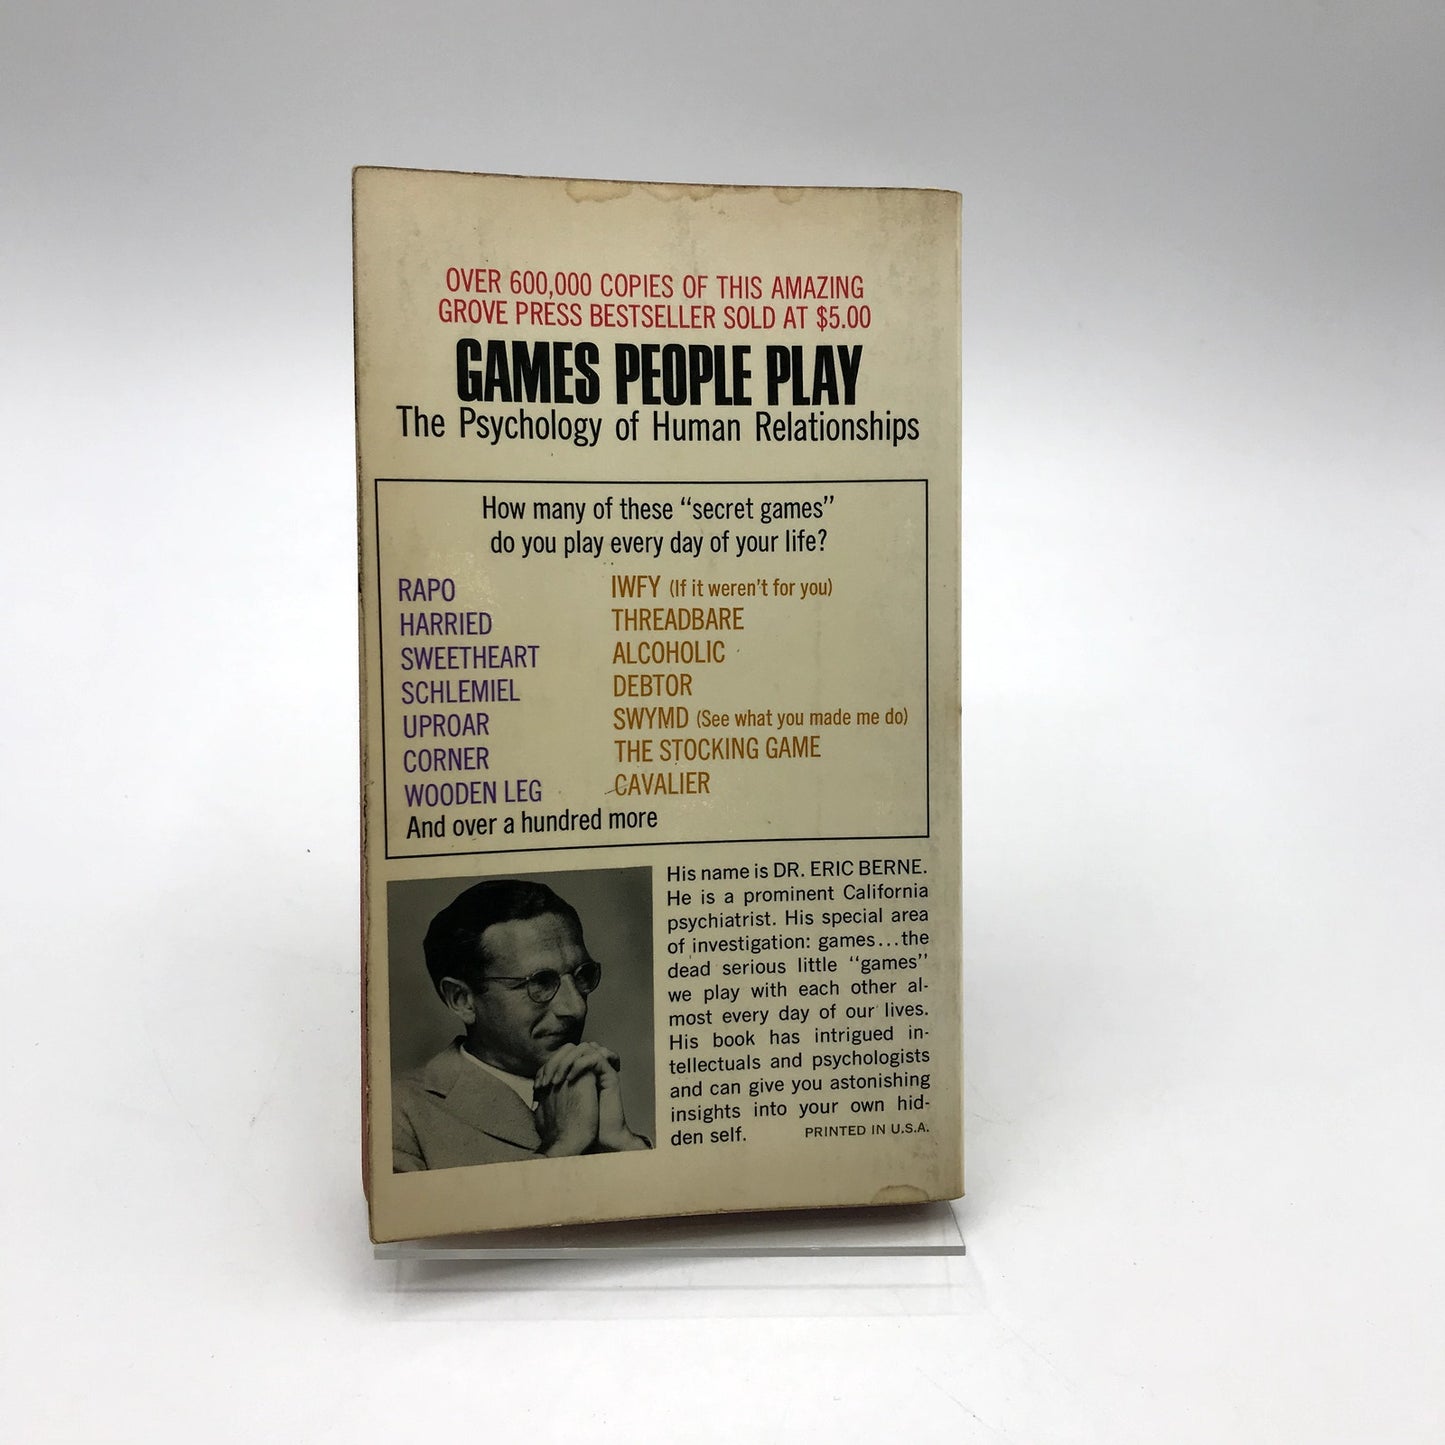 OVER 600,000 COPIES OF THIS AMAZING
GROVE PRESS BESTSELLER SOLD AT $5.00
GAMES PEOPLE PLAY
The Psychology of Human Relationships
How many of these “secret games”
do you play every day of your life?
RAPO
HARRIED
SWEETHEART
SCHLEMIEL
UPROAR
CORNER
WOODEN LEG
IWFY (If it weren't for you)
THREADBARE
ALCOHOLIC
DEBTOR
SWYMD (See what you made me do)
THE STOCKING GAME
CAVALIER
And over a hundred more
His name is DR. ERIC BERNE.
He is a prominent California
psychiatrist. His special area
of investigation: games...the
dead serious little “games”
we play with each other al-
most every day of our lives.
His book has intrigued in-
tellectuals and psychologists
and can give you astonishing
insights into your own hid-
den self. PRINTED IN U.S.A.